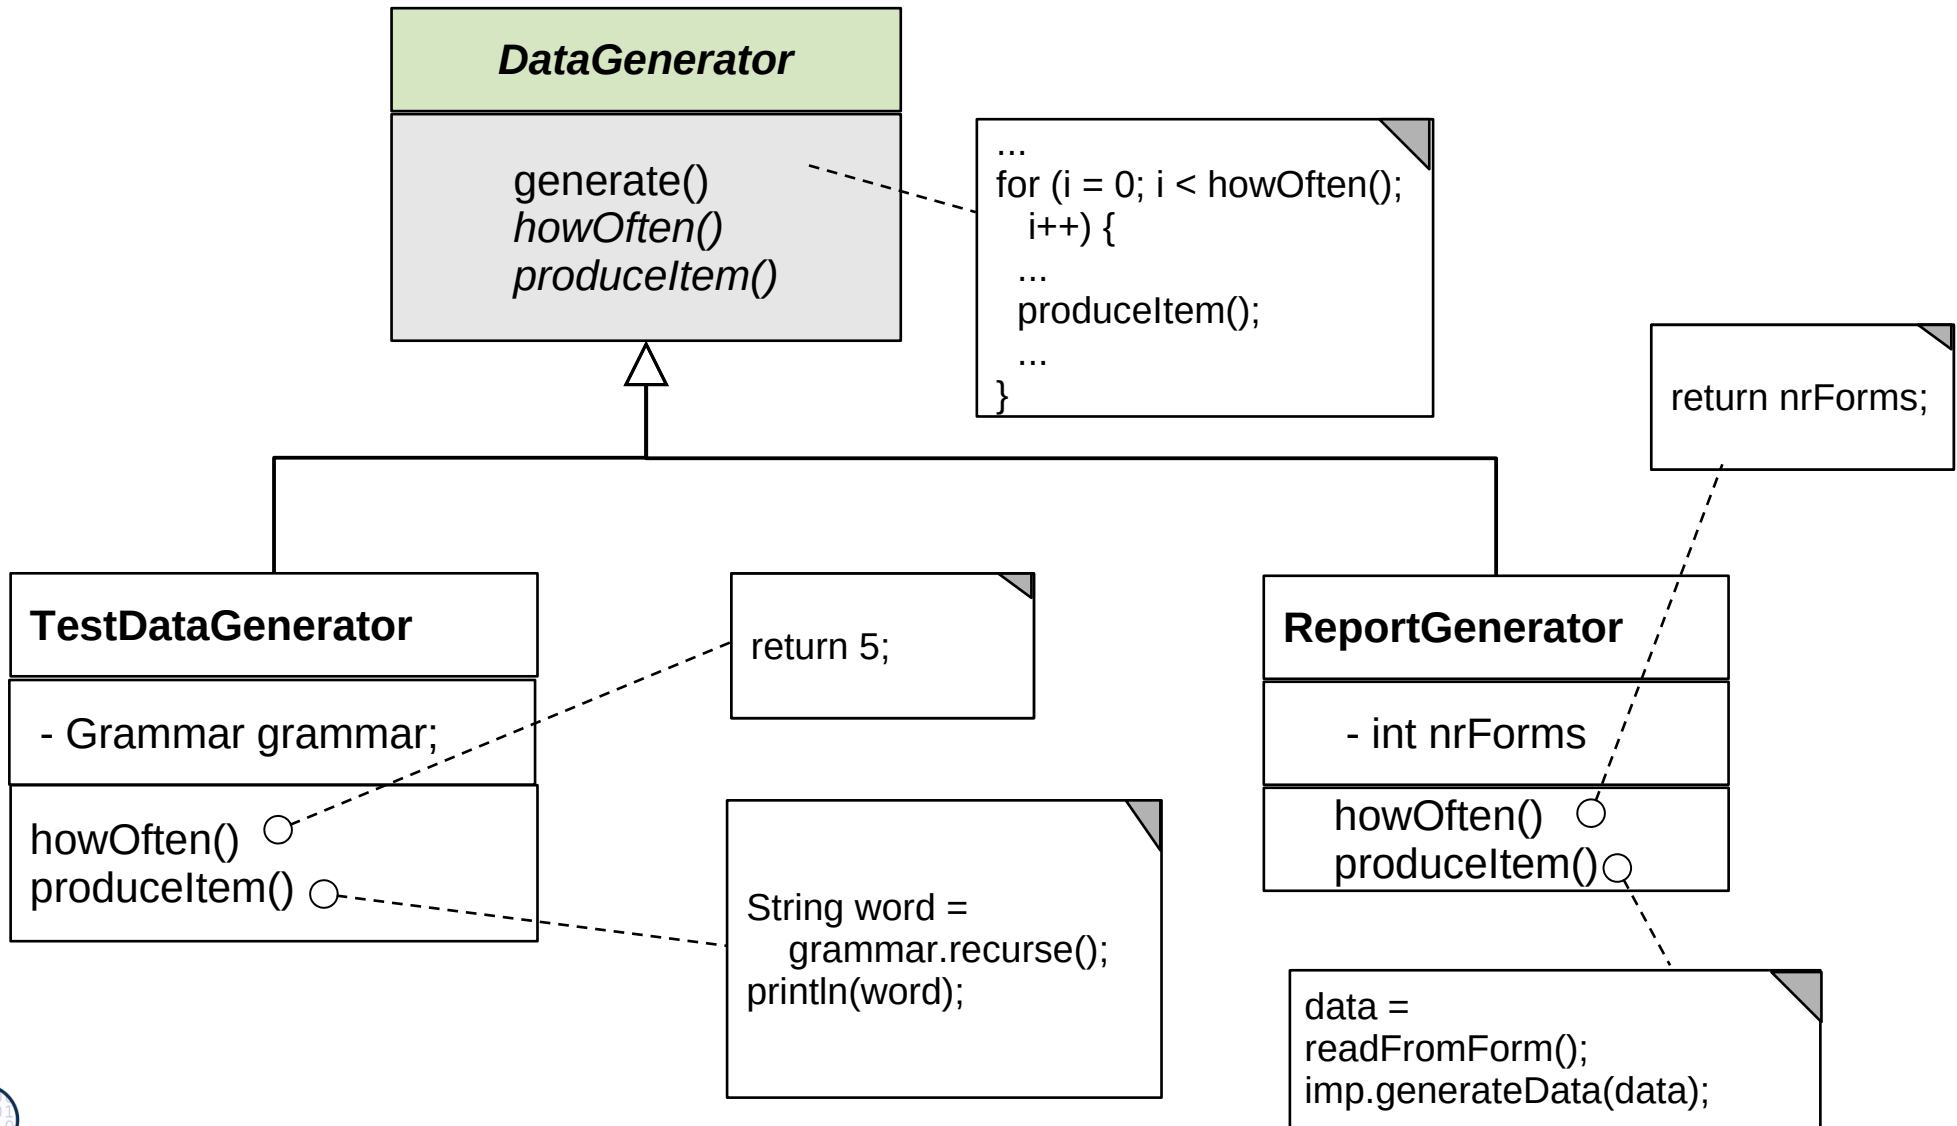 DataGenerator
generate()
howOften()
produceItem()
...
for (i = 0; i < howOften();
i++) {
...
produceItem();
...
}
return nrForms;
TestDataGenerator
- Grammar grammar;
howOften()
produceItem()
return 5;
String word =
grammar.recurse();
println(word);
ReportGenerator
- int nrForms
howOften()
produceItem()
data =
readFromForm();
imp.generateData(data);